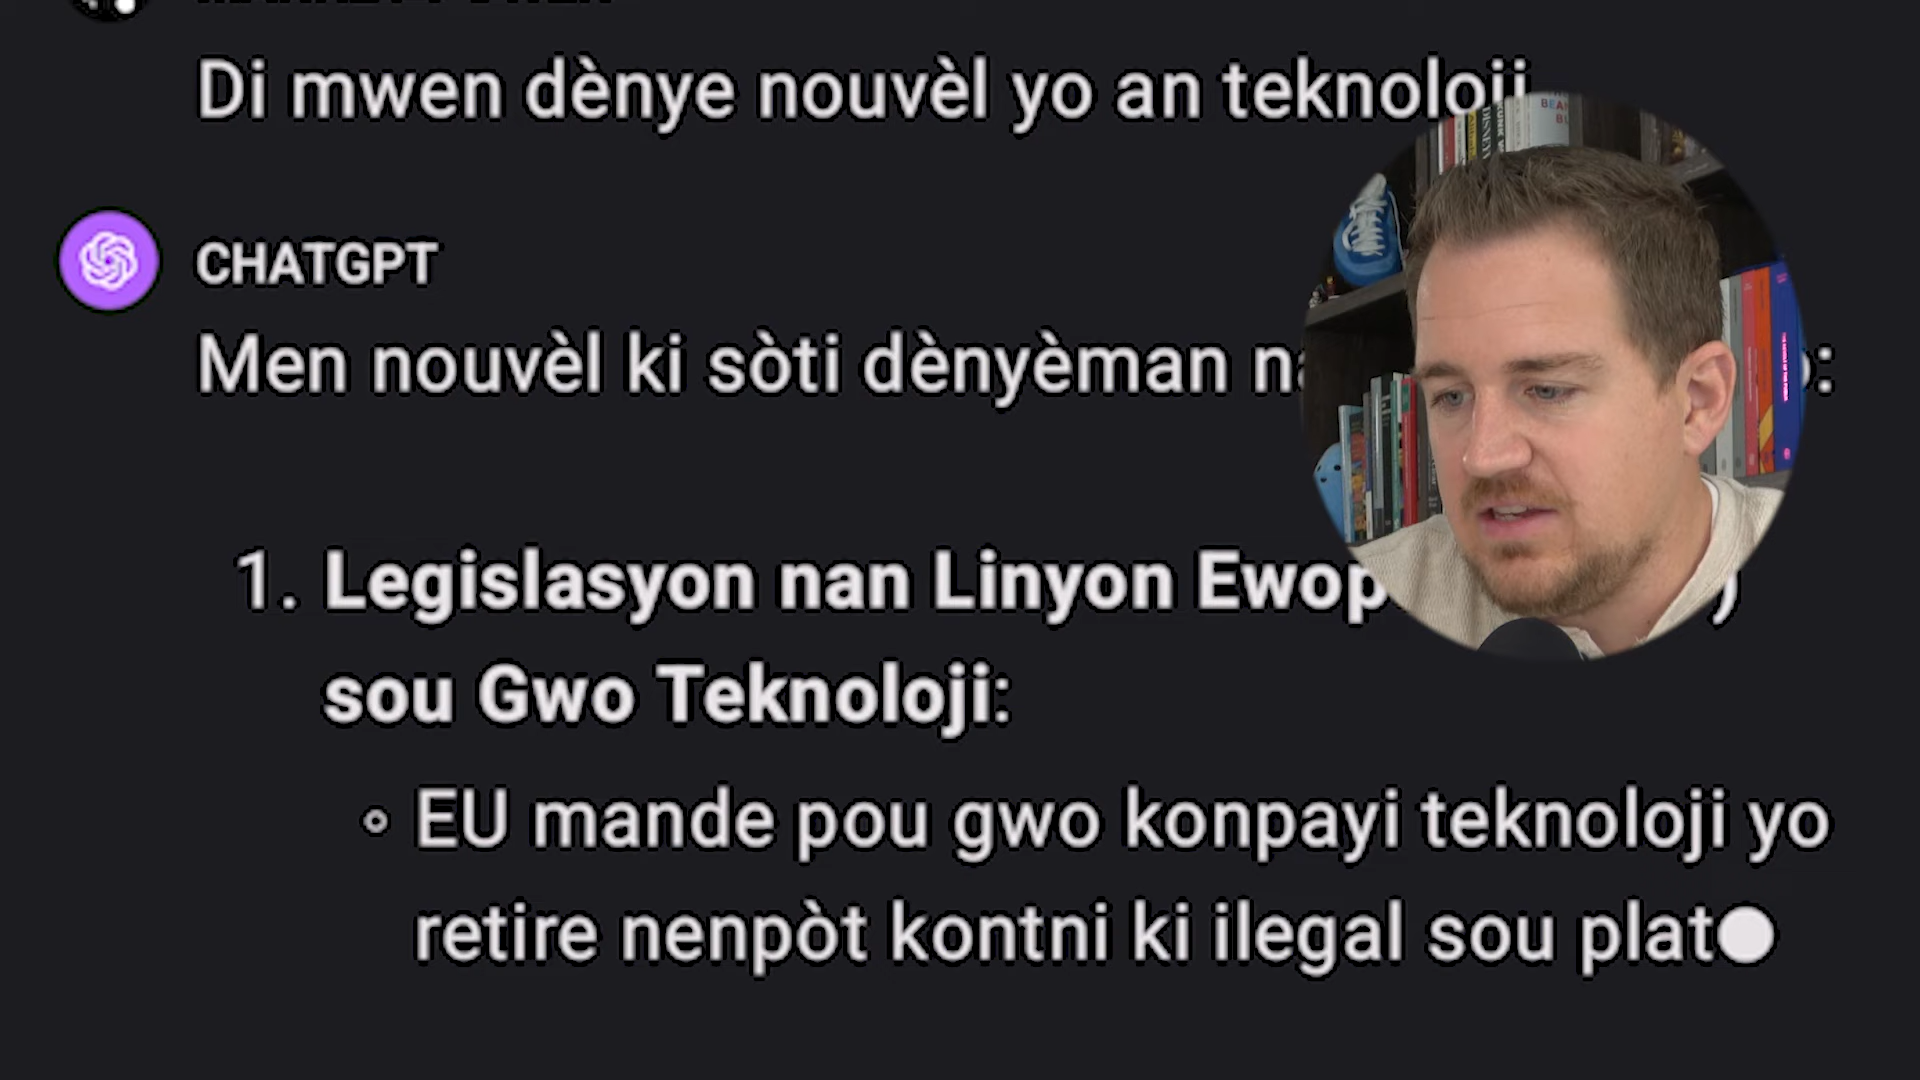 Di mwen dènye nouvèl yo an teknoloji
CHATGPT
Men nouvèl ki sòti dènyèman
:
1. Legislasyon nan Linyon Ewop )
sou Gwo Teknoloji:
EU mande pou gwo konpayi teknoloji yo
retire nenpòt kontni ki ilegal sou plat